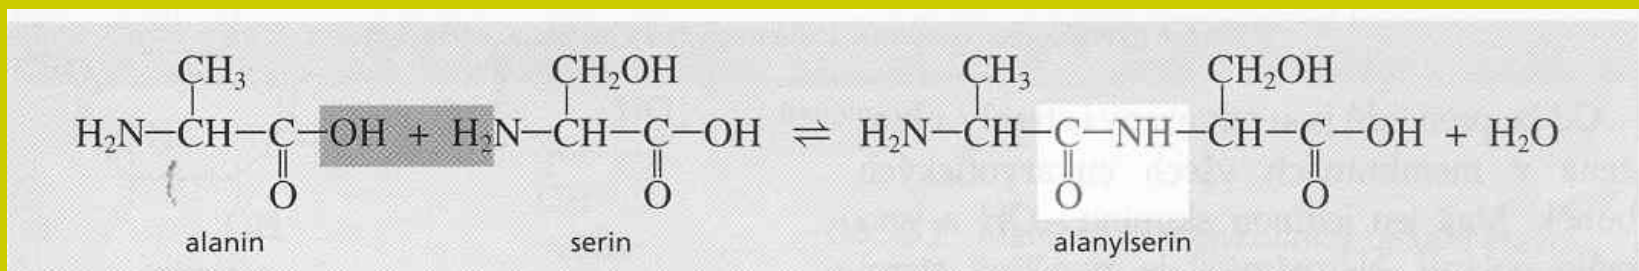 CH₃ CH₂OH CH₃ CH₂OH
H₂N—CH—C—OH + H₂N—CH—C—OH ⇌ H₂N—CH—C—NH—CH—C—OH + H₂O
O O O O
alanin serin alanylserin